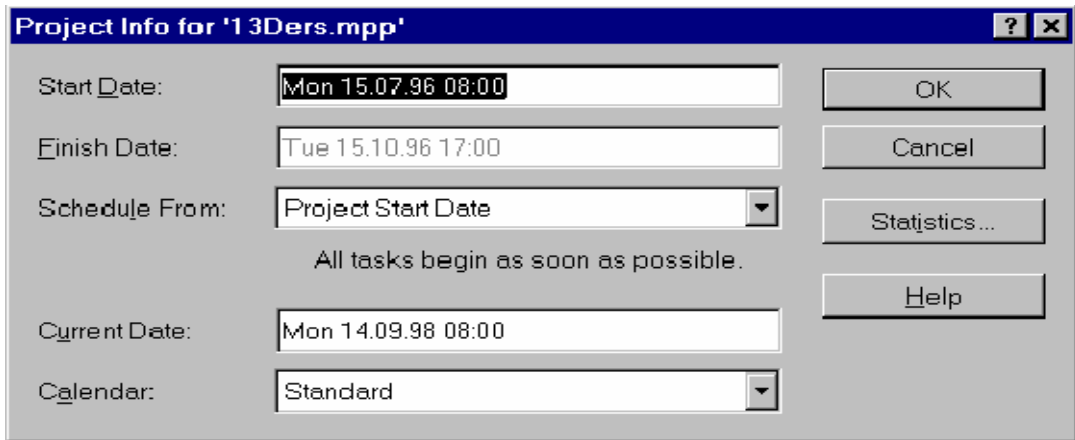 Project Info for '13Ders.mpp'
Start Date: Mon 15.07.96 08:00 OK
Finish Date: Tue 15.10.96 17:00 Cancel
Schedule From: Project Start Date Statistics...
All tasks begin as soon as possible.
Help
Current Date: Mon 14.09.98 08:00
Calendar: Standard